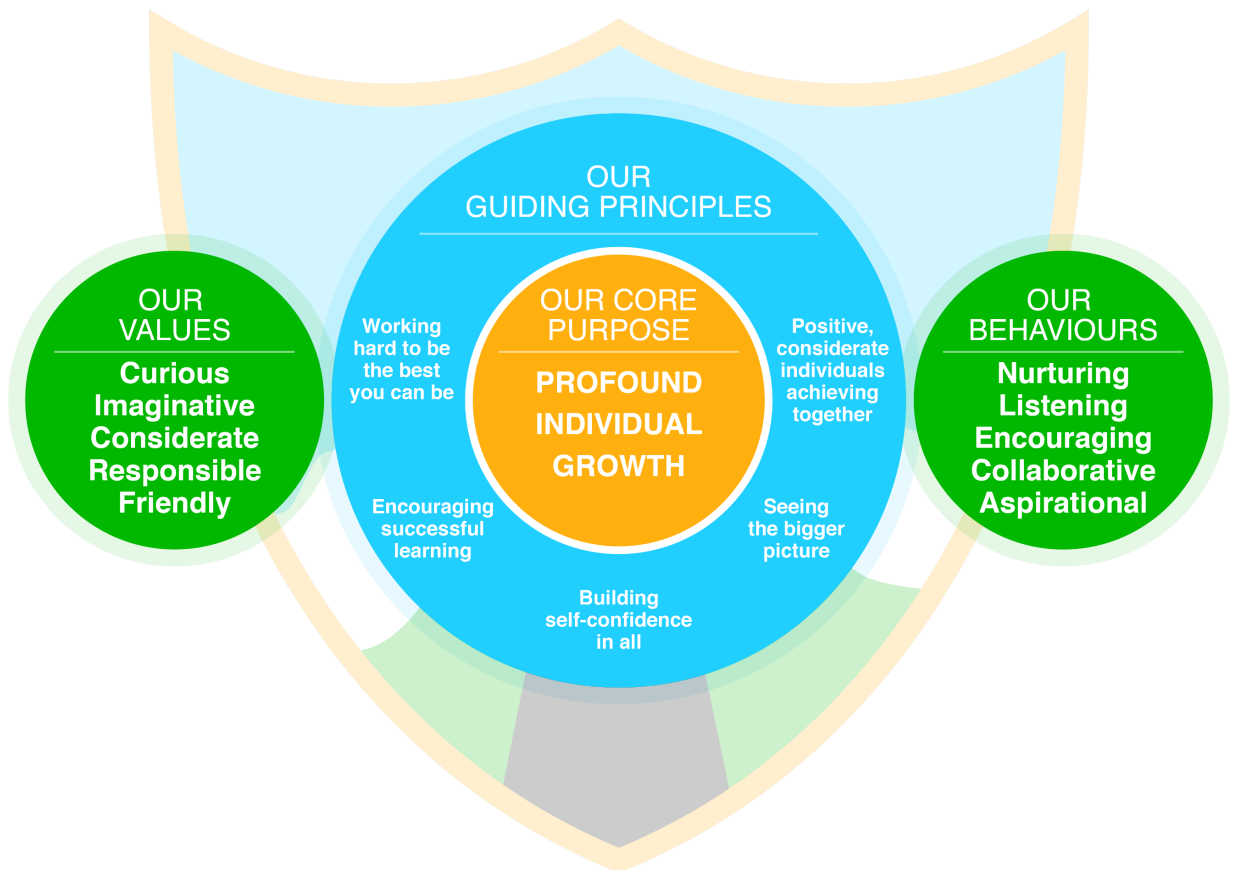 OUR
GUIDING PRINCIPLES
OUR
VALUES
Curious
Imaginative
Considerate
Responsible
Friendly
Working
hard to be
the best
you can be
Encouraging
successful
learning
Building
self-confidence
in all
Seeing
the bigger
picture
Positive,
considerate
individuals
achieving
together
OUR CORE
PURPOSE
PROFOUND
INDIVIDUAL
GROWTH
OUR
BEHAVIOURS
Nurturing
Listening
Encouraging
Collaborative
Aspirational